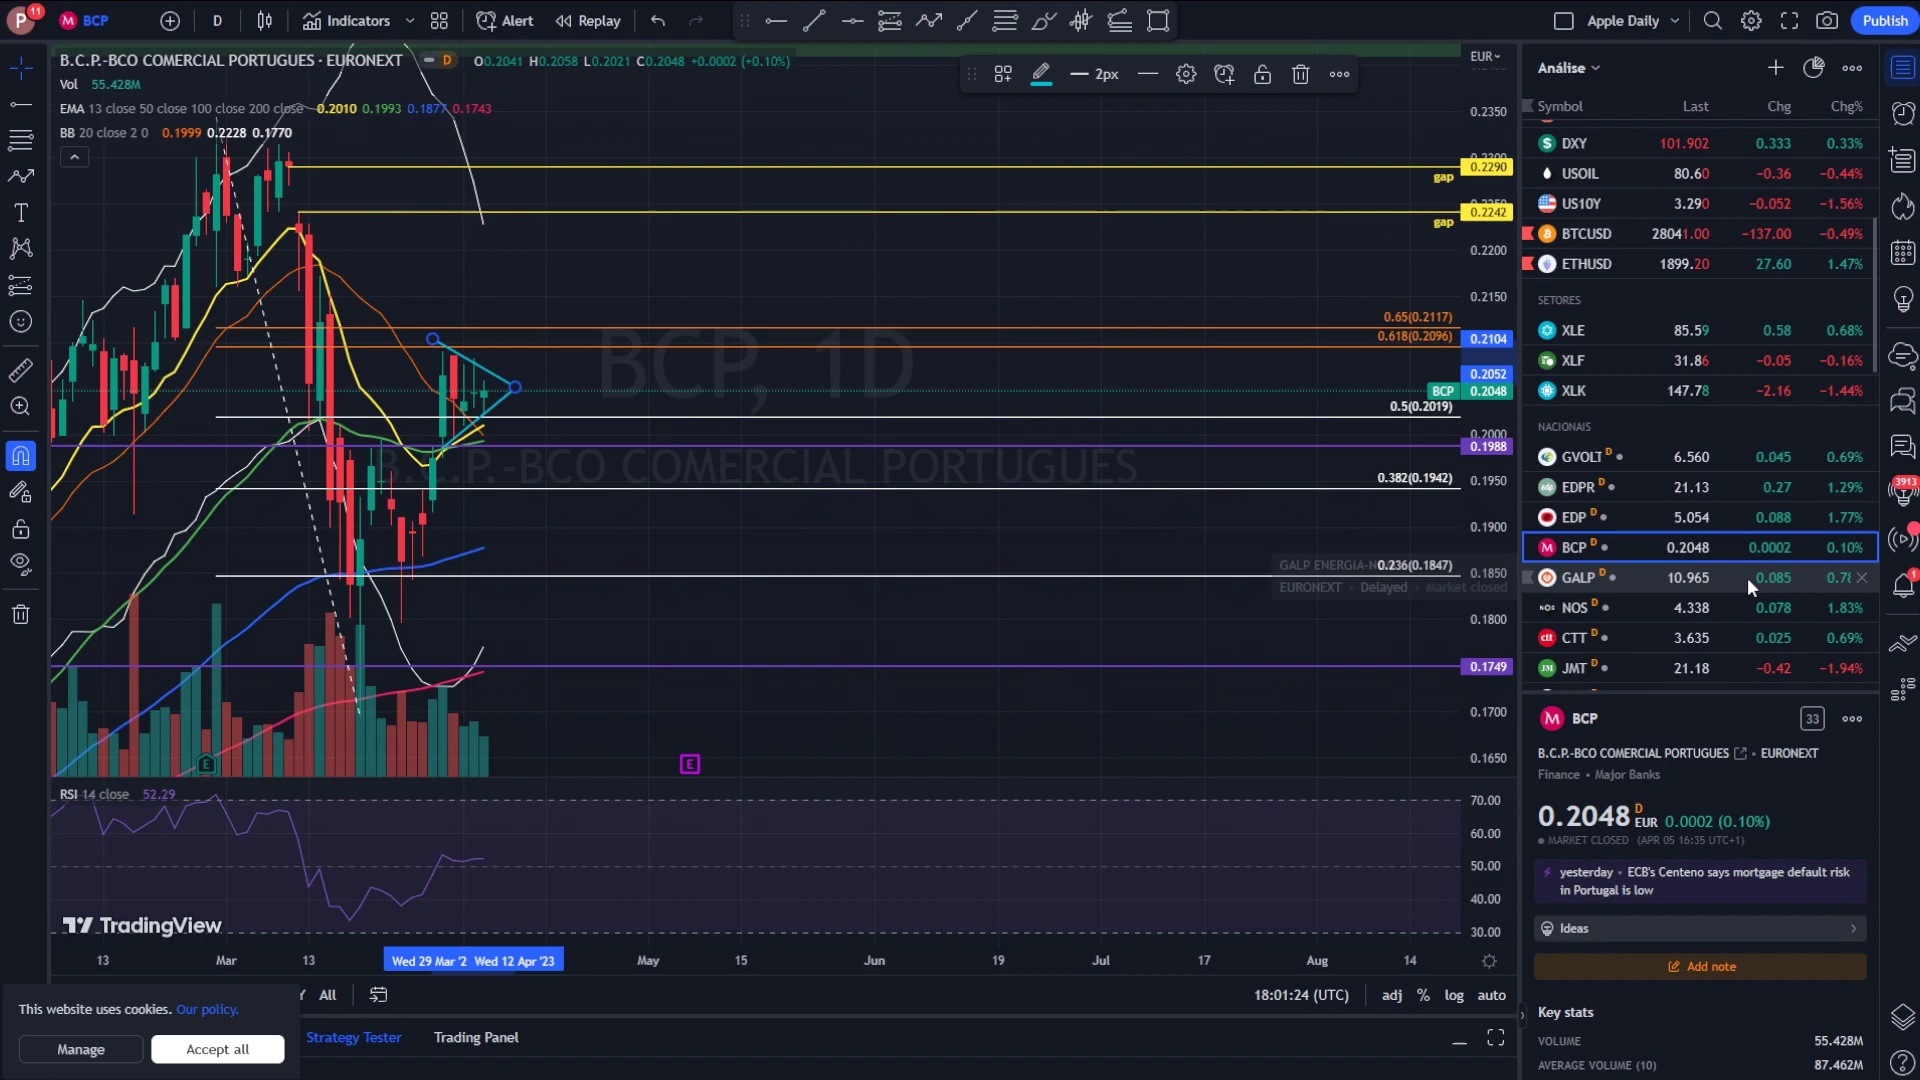 P 11 BCP D Indicators Alert Replay Apple Daily Publish
B.C.P.-BCO COMERCIAL PORTUGUES · EURONEXT D O0.2041 H0.2058 L0.2021 C0.2048 +0.0002 (+0.10%)
Vol 55.428M
EMA 13 close 50 close 100 close 200 close 0.2010 0.1993 0.1877 0.1743
BB 20 close 2 0 0.1999 0.2228 0.1770
2px
EUR
0.2350
0.2290
gap
0.2242
gap
0.2200
0.2150
0.65(0.2117)
0.618(0.2096)
0.2104
0.2052
BCP 0.2048
0.5(0.2019)
0.2000
0.1988
0.382(0.1942)
0.1950
0.1900
0.236(0.1847)
0.1850
0.1800
0.1749
0.1700
0.1650
BCP, 1D
B.C.P.-BCO COMERCIAL PORTUGUES
GALP ENERGIA-N
EURONEXT · Delayed · Market closed
E E
RSI 14 close 52.29
70.00
60.00
50.00
40.00
30.00
TradingView
13 Mar 13 Wed 29 Mar '2 Wed 12 Apr '23 May 15 Jun 19 Jul 17 Aug 14
Y All 18:01:24 (UTC) adj % log auto
This website uses cookies. Our policy.
Manage Accept all
Strategy Tester Trading Panel
Análise
Symbol Last Chg Chg%
DXY 101.902 0.333 0.33%
USOIL 80.60 −0.36 −0.44%
US10Y 3.290 −0.052 −1.56%
BTCUSD 28041.00 −137.00 −0.49%
ETHUSD 1899.20 27.60 1.47%
SETORES
XLE 85.59 0.58 0.68%
XLF 31.86 −0.05 −0.16%
XLK 147.78 −2.16 −1.44%
NACIONAIS
GVOLT D 6.560 0.045 0.69%
EDPR D 21.13 0.27 1.29%
EDP D 5.054 0.088 1.77%
BCP D 0.2048 0.0002 0.10%
GALP D 10.965 0.085 0.78
NOS D 4.338 0.078 1.83%
CTT D 3.635 0.025 0.69%
JMT D 21.18 −0.42 −1.94%
3913
1
M BCP 33
B.C.P.-BCO COMERCIAL PORTUGUES · EURONEXT
Finance · Major Banks
0.2048 D EUR 0.0002 (0.10%)
MARKET CLOSED (APR 05 16:35 UTC+1)
yesterday · ECB's Centeno says mortgage default risk
in Portugal is low
Ideas
Add note
Key stats
VOLUME 55.428M
AVERAGE VOLUME (10) 87.462M